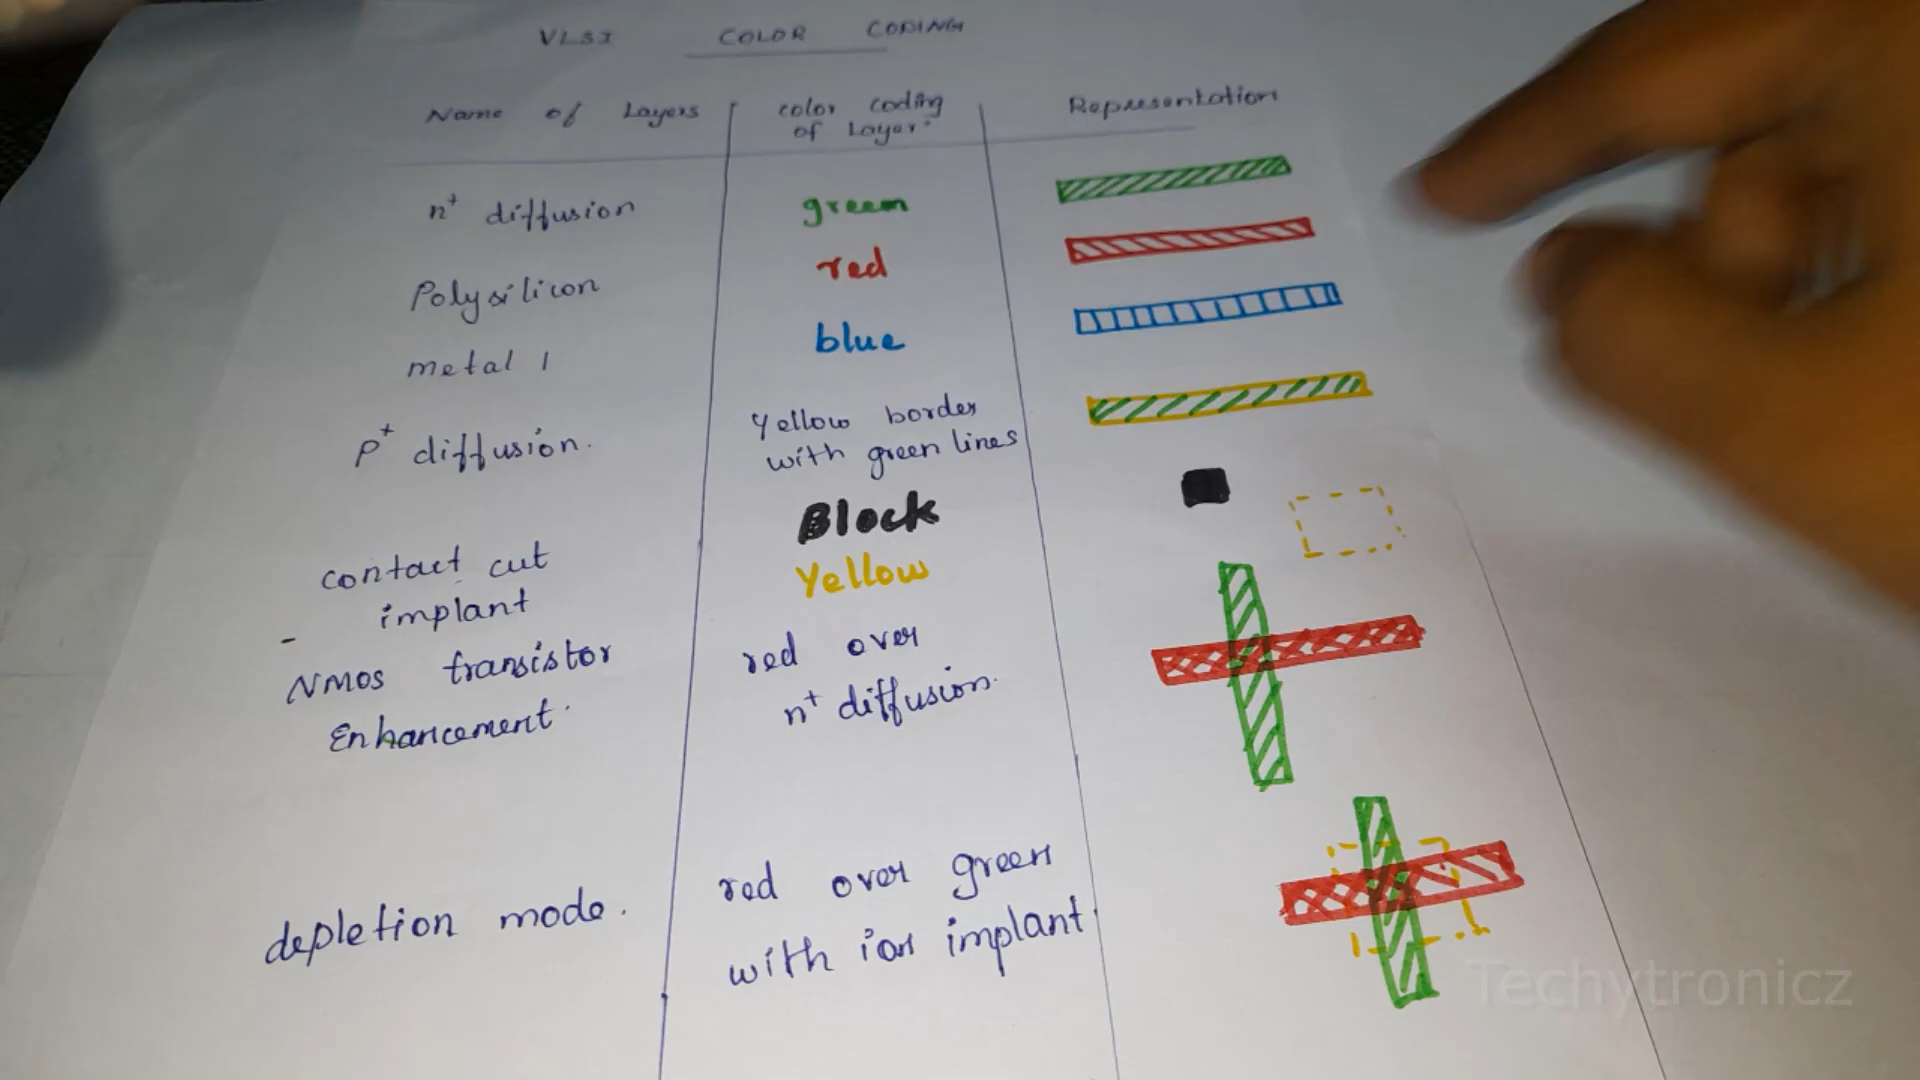 VLSI COLOR CODING
Name of Layers
color coding
of Layer
Representation
n+ diffusion
green
Polysilicon
red
metal 1
blue
P+ diffusion.
Yellow border
with green lines
contact cut
Block
implant
Yellow
- NMOS transistor
Enhancement.
red over
n+ diffusion.
depletion mode.
red over green
with ion implant
Techytronicz